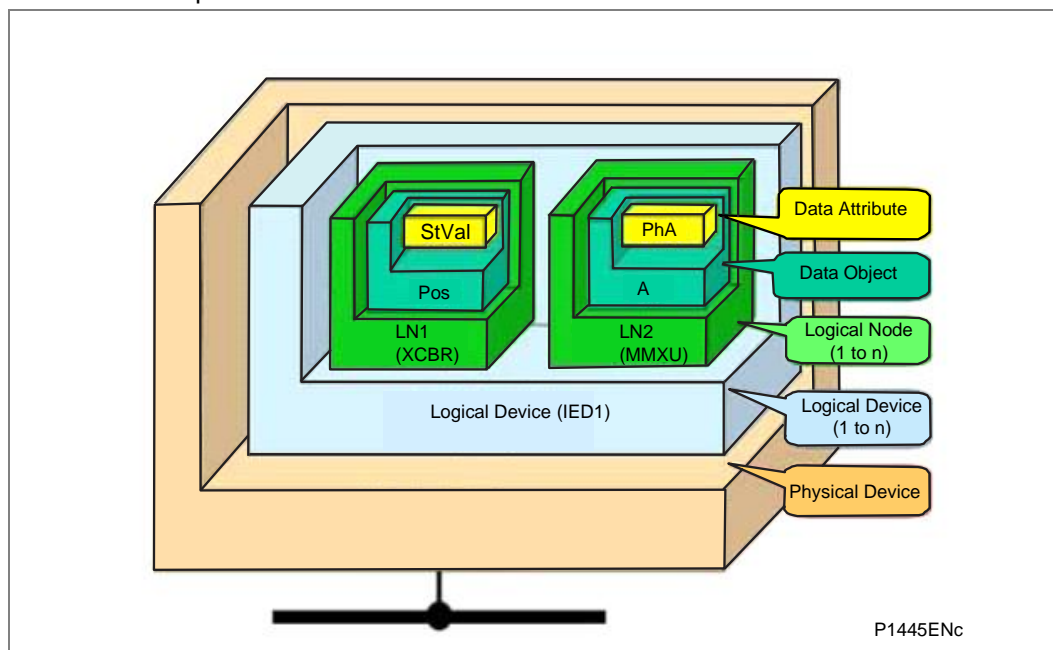 StVal
Pos
LN1
(XCBR)
PhA
A
LN2
(MMXU)
Logical Device (IED1)
Data Attribute
Data Object
Logical Node
(1 to n)
Logical Device
(1 to n)
Physical Device
P1445ENc